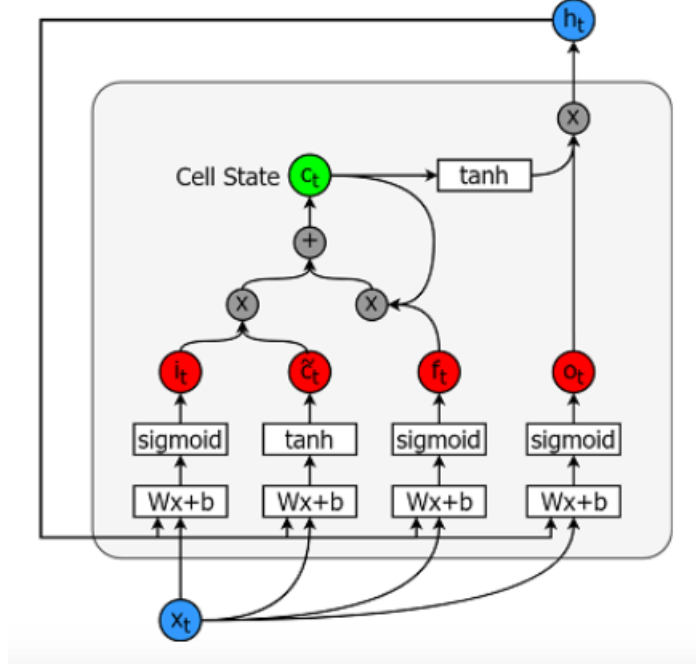 hₜ
x
Cell State cₜ tanh
+
x x
iₜ c̃ₜ fₜ oₜ
sigmoid tanh sigmoid sigmoid
Wx+b Wx+b Wx+b Wx+b
xₜ